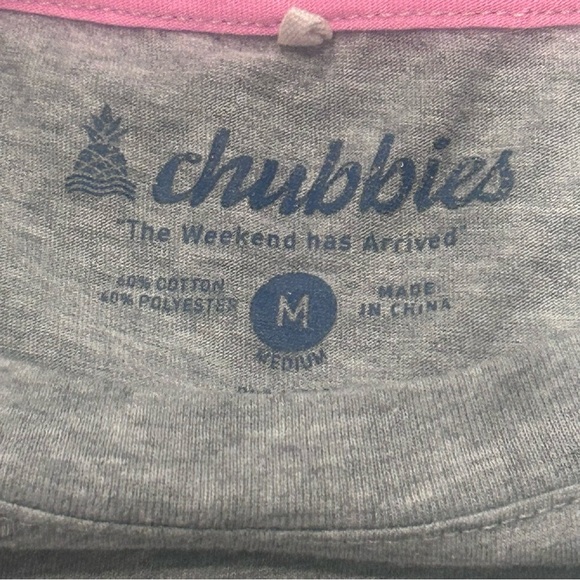 chubbies
"The Weekend has Arrived"
60% COTTON
40% POLYESTER
M
MEDIUM
MADE
IN CHINA